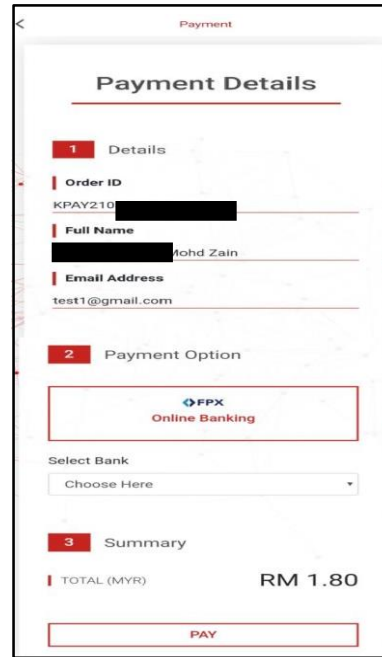 Payment
Payment Details
1 Details
Order ID
KPAY210
Full Name
Mohd Zain
Email Address
test1@gmail.com
2 Payment Option
FPX
Online Banking
Select Bank
Choose Here
3 Summary
TOTAL (MYR) RM 1.80
PAY